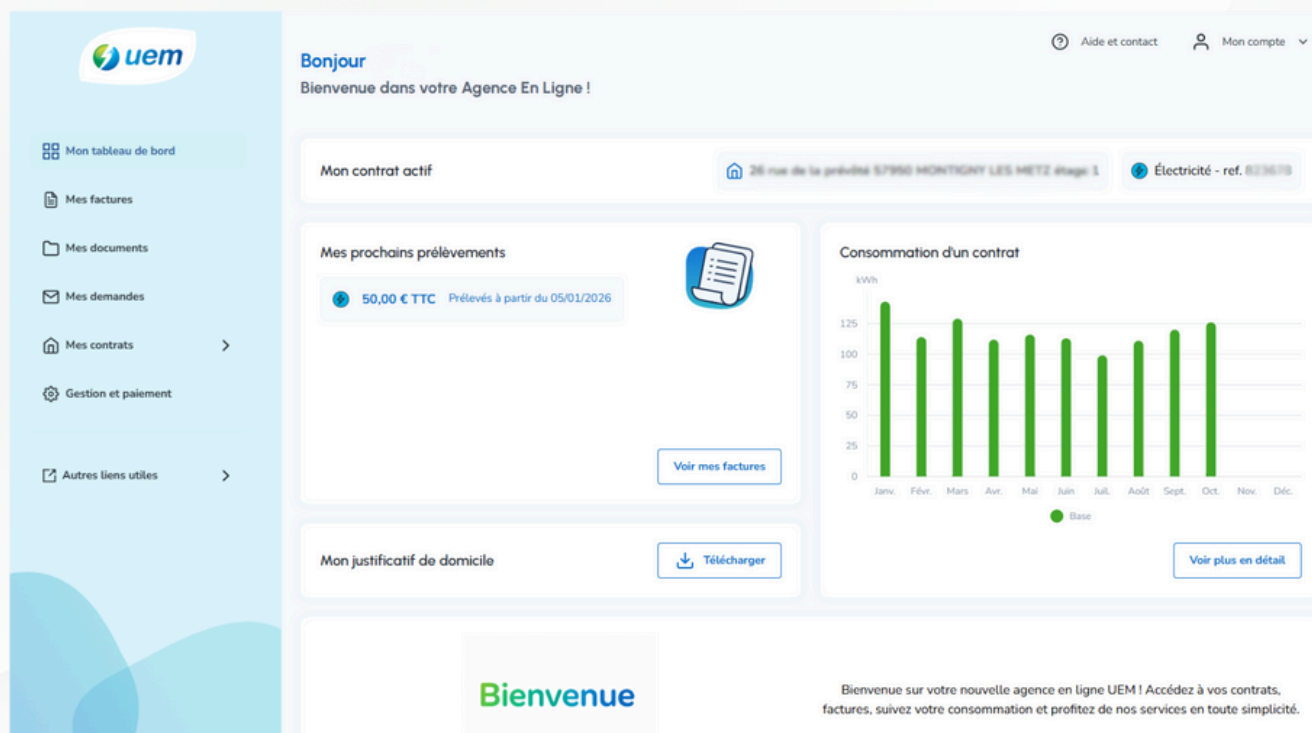 uem
Aide et contact
Mon compte
Bonjour
Bienvenue dans votre Agence En Ligne !
Mon tableau de bord
Mes factures
Mes documents
Mes demandes
Mes contrats
Gestion et paiement
Autres liens utiles
Mon contrat actif
Électricité - ref.
Mes prochains prélèvements
50,00 € TTC Prélevés à partir du 05/01/2026
Voir mes factures
Mon justificatif de domicile
Télécharger
Consommation d'un contrat
kWh
125
100
75
50
25
0
Janv. Févr. Mars Avr. Mai Juin Juil. Août Sept. Oct. Nov. Déc.
Base
Voir plus en détail
Bienvenue
Bienvenue sur votre nouvelle agence en ligne UEM ! Accédez à vos contrats,
factures, suivez votre consommation et profitez de nos services en toute simplicité.